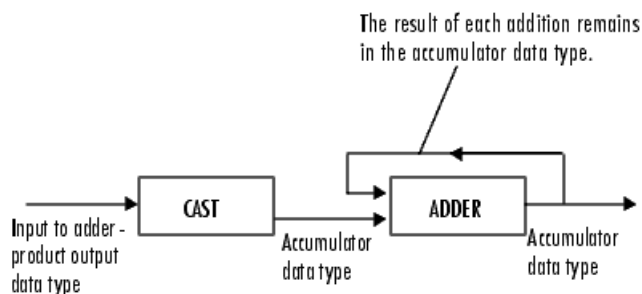 The result of each addition remains
in the accumulator data type.
CAST
ADDER
Input to adder -
product output
data type
Accumulator
data type
Accumulator
data type